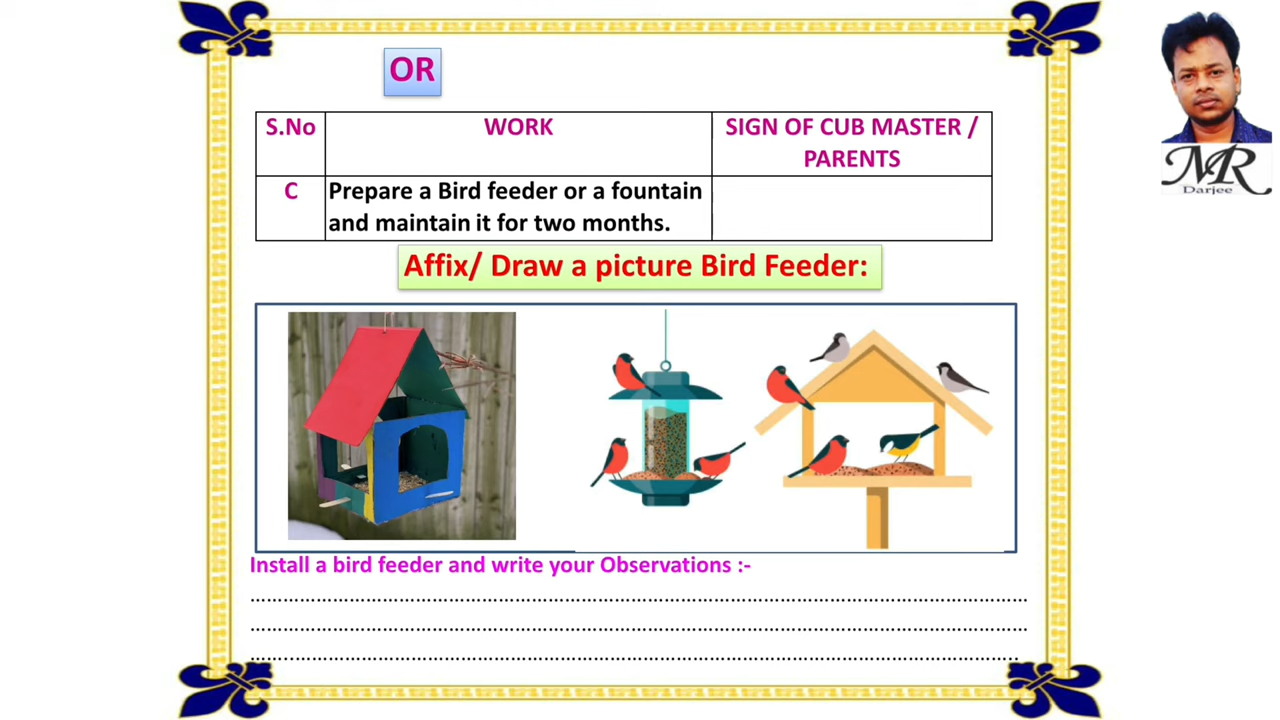 OR
S.No WORK SIGN OF CUB MASTER /
PARENTS
C Prepare a Bird feeder or a fountain
and maintain it for two months.
Affix/ Draw a picture Bird Feeder:
Install a bird feeder and write your Observations :-
MR
Darjee